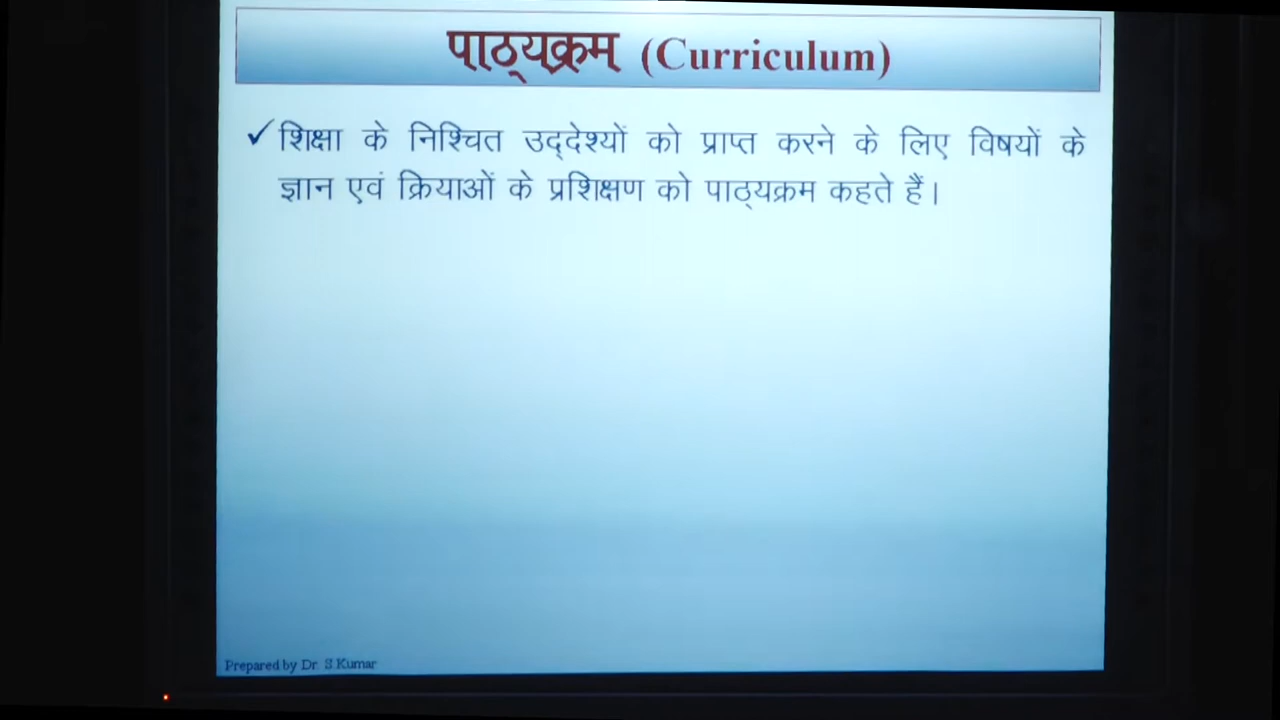 पाठ्यक्रम (Curriculum)
✓ शिक्षा के निश्चित उद्देश्यों को प्राप्त करने के लिए विषयों के
ज्ञान एवं क्रियाओं के प्रशिक्षण को पाठ्यक्रम कहते हैं।
Prepared by Dr. S Kumar